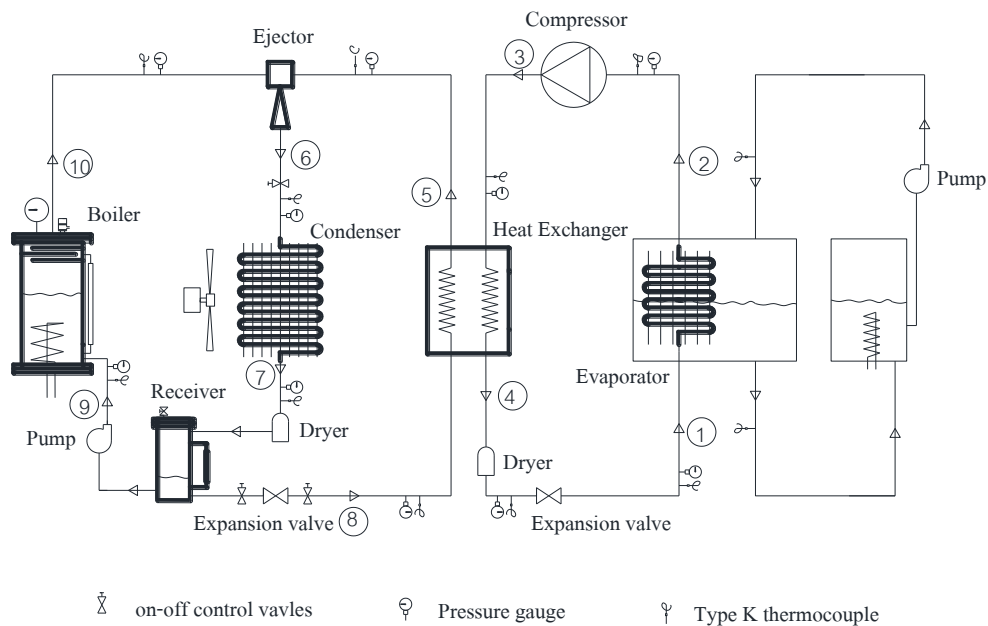 Compressor
Ejector
3
10
6
5
2
Pump
Boiler
Condenser
Heat Exchanger
Evaporator
7
Receiver
4
9
Pump
Dryer
1
Dryer
Expansion valve
8
Expansion valve
on-off control vavles
Pressure gauge
Type K thermocouple